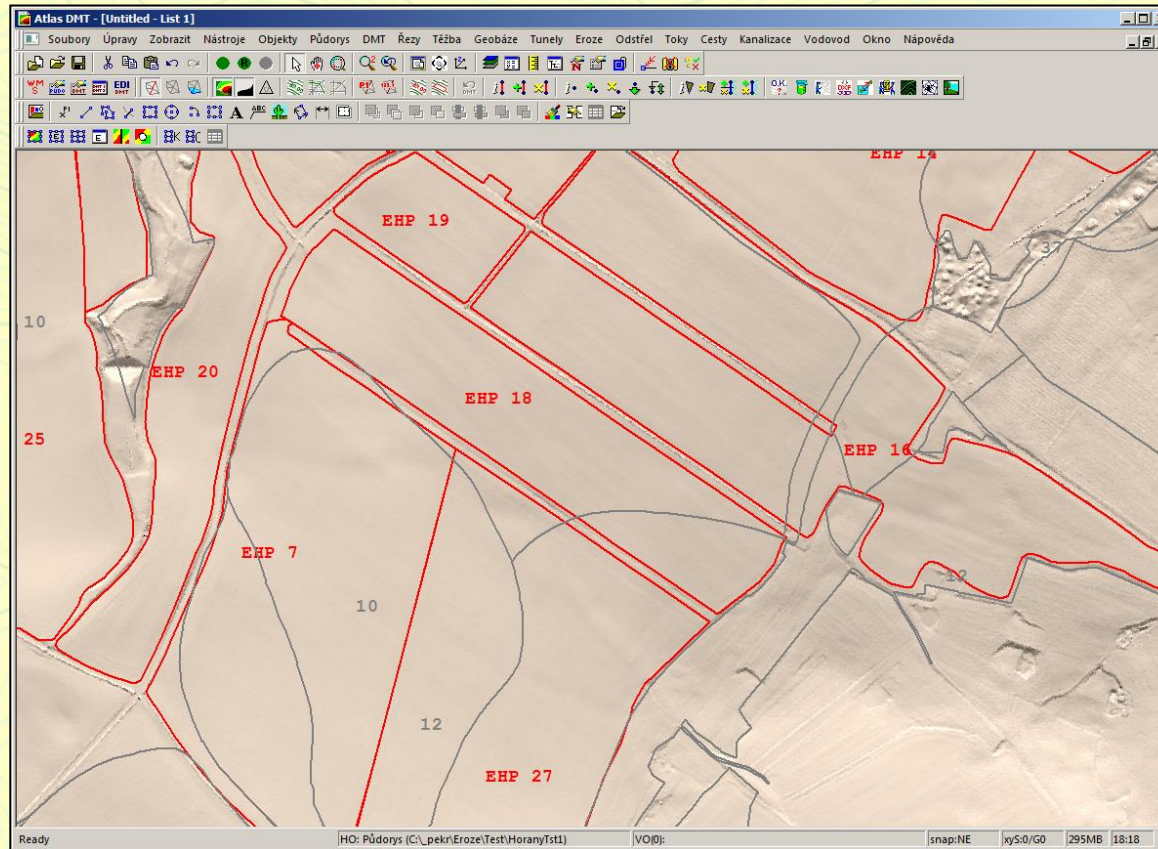 Atlas DMT - [Untitled - List 1]
Soubory Úpravy Zobrazit Nástroje Objekty Půdorys DMT Řezy Těžba Geobáze Tunely Eroze Odstřel Toky Cesty Kanalizace Vodovod Okno Nápověda
EHP 14
EHP 19
37
10
EHP 20
EHP 18
25
EHP 16
EHP 7
12
10
12
EHP 27
Ready HO: Půdorys (C:\_pekr\Eroze\Test\HoranyTst1) VO(0): snap:NE xyS:0/G0 295MB 18:18